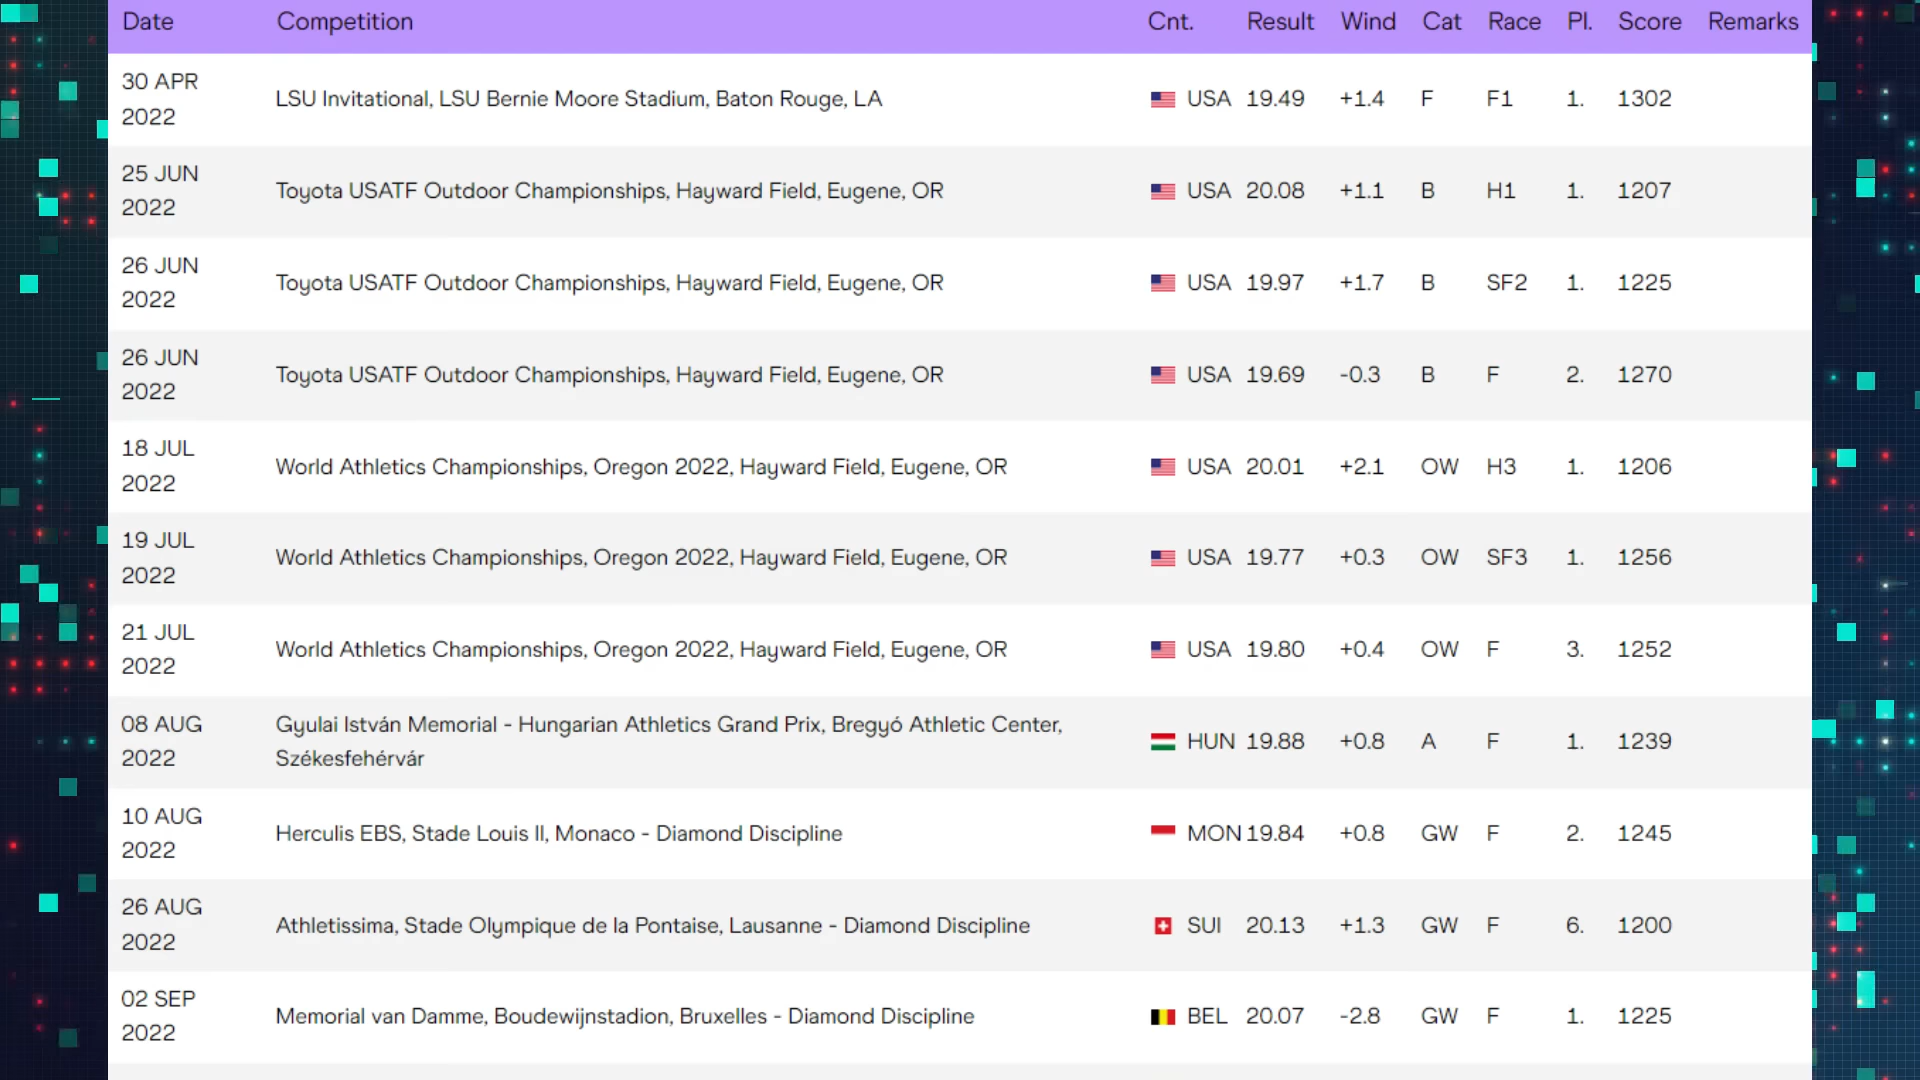 Date Competition Cnt. Result Wind Cat Race Pl. Score Remarks
30 APR 2022 LSU Invitational, LSU Bernie Moore Stadium, Baton Rouge, LA USA 19.49 +1.4 F F1 1. 1302
25 JUN 2022 Toyota USATF Outdoor Championships, Hayward Field, Eugene, OR USA 20.08 +1.1 B H1 1. 1207
26 JUN 2022 Toyota USATF Outdoor Championships, Hayward Field, Eugene, OR USA 19.97 +1.7 B SF2 1. 1225
26 JUN 2022 Toyota USATF Outdoor Championships, Hayward Field, Eugene, OR USA 19.69 -0.3 B F 2. 1270
18 JUL 2022 World Athletics Championships, Oregon 2022, Hayward Field, Eugene, OR USA 20.01 +2.1 OW H3 1. 1206
19 JUL 2022 World Athletics Championships, Oregon 2022, Hayward Field, Eugene, OR USA 19.77 +0.3 OW SF3 1. 1256
21 JUL 2022 World Athletics Championships, Oregon 2022, Hayward Field, Eugene, OR USA 19.80 +0.4 OW F 3. 1252
08 AUG 2022 Gyulai István Memorial - Hungarian Athletics Grand Prix, Bregyó Athletic Center, Székesfehérvár HUN 19.88 +0.8 A F 1. 1239
10 AUG 2022 Herculis EBS, Stade Louis II, Monaco - Diamond Discipline MON 19.84 +0.8 GW F 2. 1245
26 AUG 2022 Athletissima, Stade Olympique de la Pontaise, Lausanne - Diamond Discipline SUI 20.13 +1.3 GW F 6. 1200
02 SEP 2022 Memorial van Damme, Boudewijnstadion, Bruxelles - Diamond Discipline BEL 20.07 -2.8 GW F 1. 1225